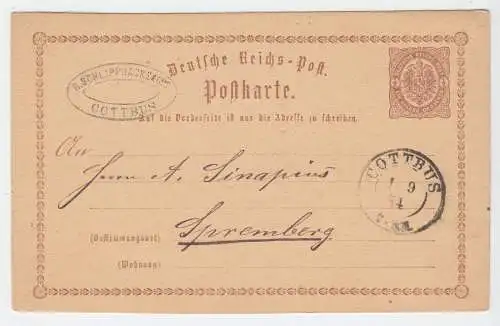 Deutsche Reichs-Post.
Postkarte.
COTTBUS
Auf die Vorderseite ist nur die Adresse zu schreiben.
An
Herrn A. Sinapius
COTTBUS
Spremberg
(Bestimmungsort)
(Wohnung)